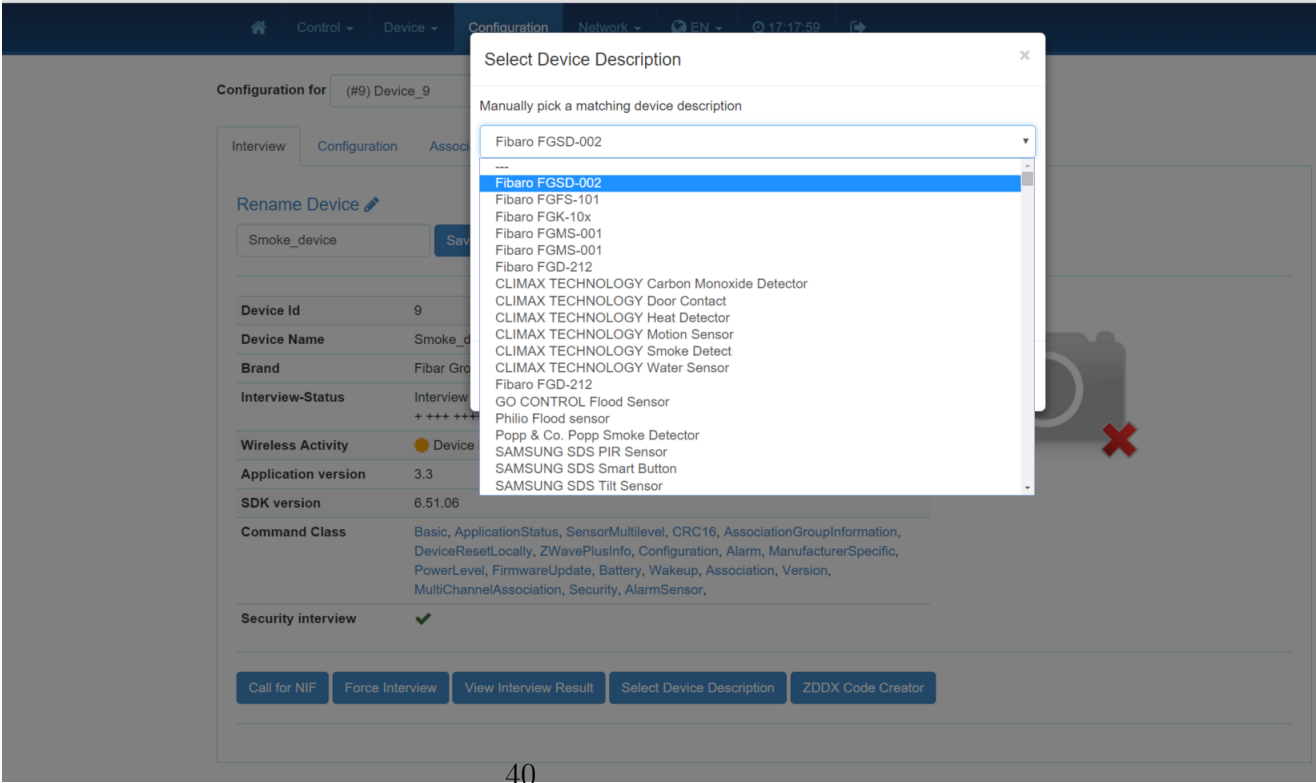 Control Device Configuration Network EN 17:17:59
Select Device Description ×
Configuration for (#9) Device_9
Manually pick a matching device description
Fibaro FGSD-002
Interview Configuration
---
Fibaro FGSD-002
Fibaro FGFS-101
Fibaro FGK-10x
Fibaro FGMS-001
Fibaro FGMS-001
Fibaro FGD-212
CLIMAX TECHNOLOGY Carbon Monoxide Detector
CLIMAX TECHNOLOGY Door Contact
CLIMAX TECHNOLOGY Heat Detector
CLIMAX TECHNOLOGY Motion Sensor
CLIMAX TECHNOLOGY Smoke Detect
CLIMAX TECHNOLOGY Water Sensor
Fibaro FGD-212
GO CONTROL Flood Sensor
Philio Flood sensor
Popp & Co. Popp Smoke Detector
SAMSUNG SDS PIR Sensor
SAMSUNG SDS Smart Button
SAMSUNG SDS Tilt Sensor
Rename Device
Smoke_device Sav
Device Id 9
Device Name Smoke_d
Brand Fibar Gro
Interview-Status Interview
+ +++ +++
Wireless Activity Device
Application version 3.3
SDK version 6.51.06
Command Class Basic, ApplicationStatus, SensorMultilevel, CRC16, AssociationGroupInformation,
DeviceResetLocally, ZWavePlusInfo, Configuration, Alarm, ManufacturerSpecific,
PowerLevel, FirmwareUpdate, Battery, Wakeup, Association, Version,
MultiChannelAssociation, Security, AlarmSensor,
Security interview
Call for NIF Force Interview View Interview Result Select Device Description ZDDX Code Creator
40